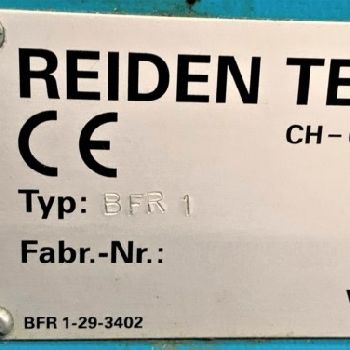 REIDEN TE
CE
CH-
Typ: BFR 1
Fabr.-Nr.:
BFR 1-29-3402